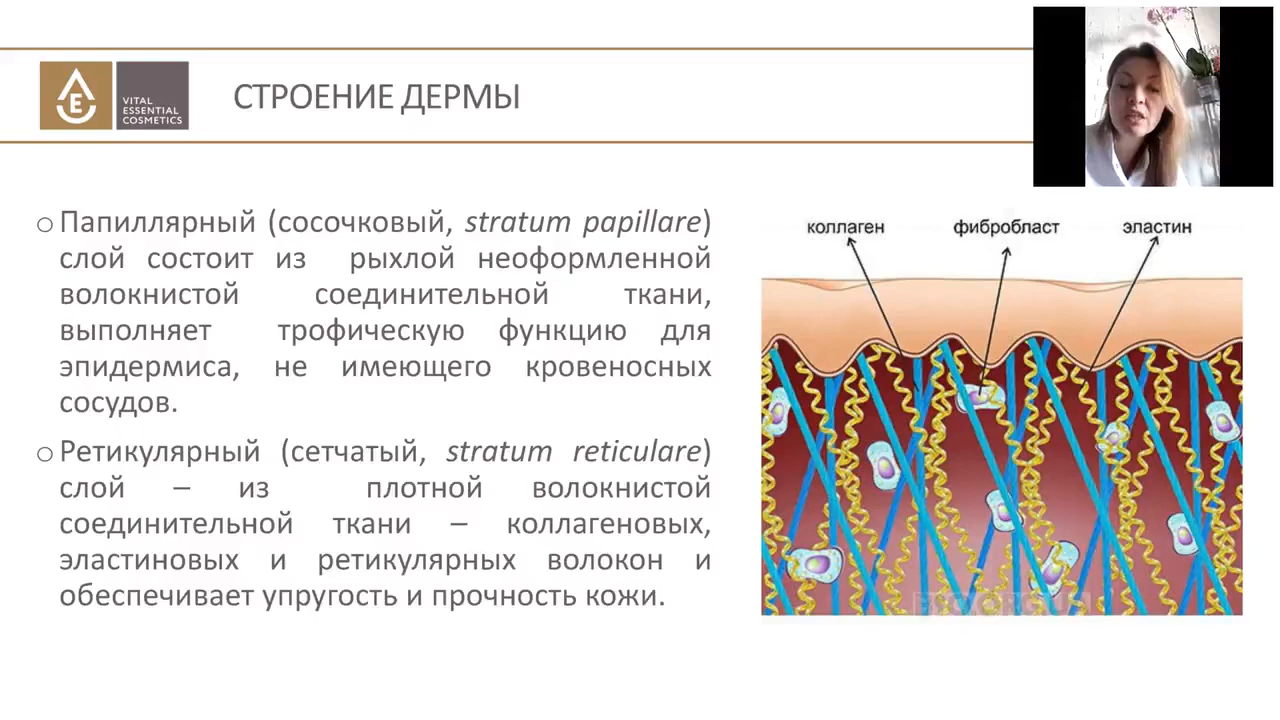 VITAL
ESSENTIAL
COSMETICS
СТРОЕНИЕ ДЕРМЫ
o Папиллярный (сосочковый, stratum papillare)
слой состоит из рыхлой неоформленной
волокнистой соединительной ткани,
выполняет трофическую функцию для
эпидермиса, не имеющего кровеносных
сосудов.
o Ретикулярный (сетчатый, stratum reticulare)
слой – из плотной волокнистой
соединительной ткани – коллагеновых,
эластиновых и ретикулярных волокон и
обеспечивает упругость и прочность кожи.
коллаген фибробласт эластин